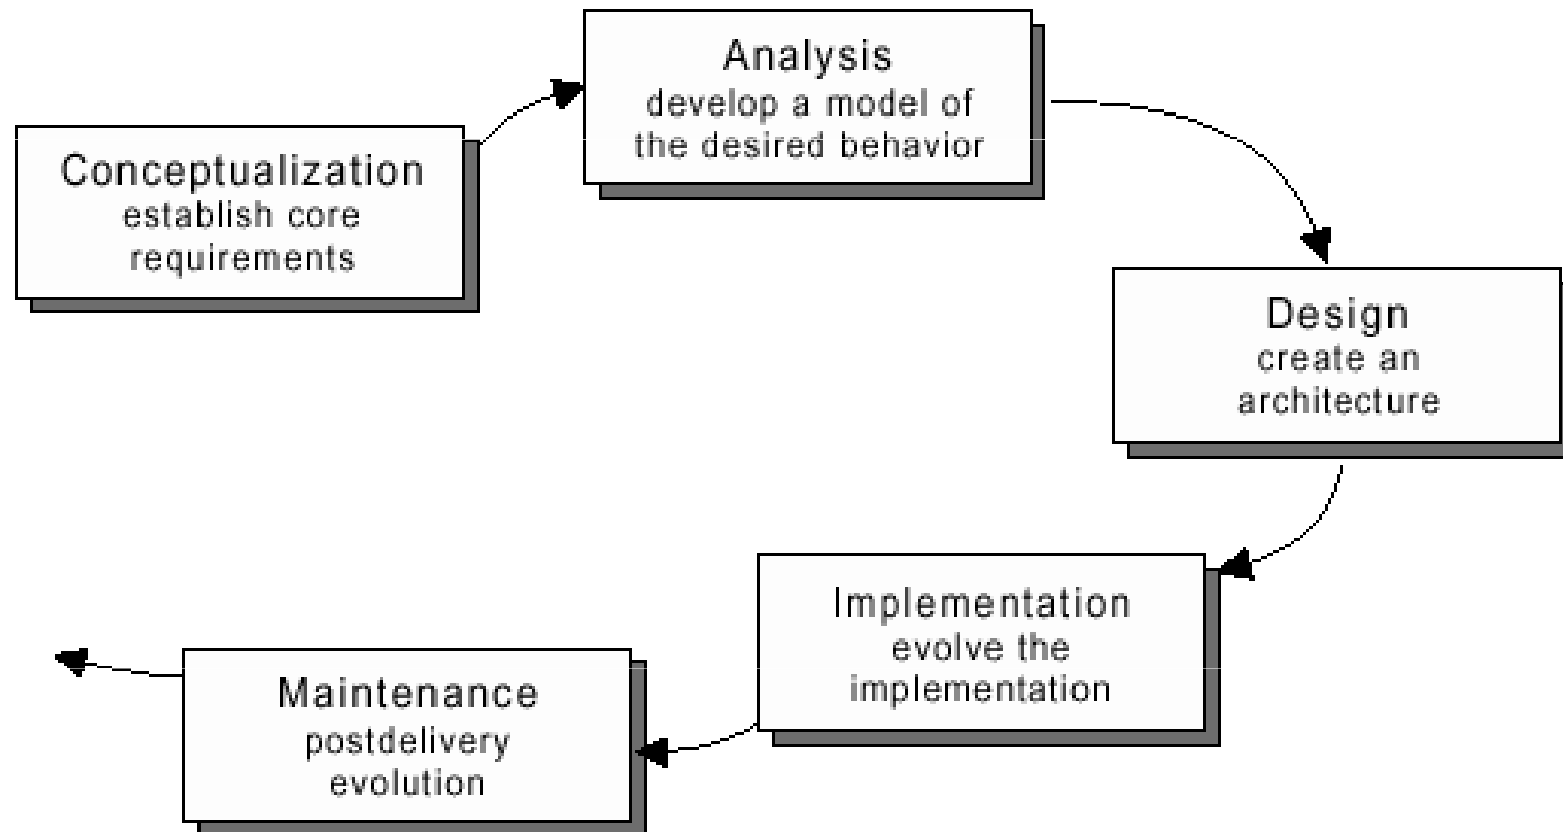 Analysis
develop a model of
the desired behavior
Conceptualization
establish core
requirements
Design
create an
architecture
Implementation
evolve the
implementation
Maintenance
postdelivery
evolution